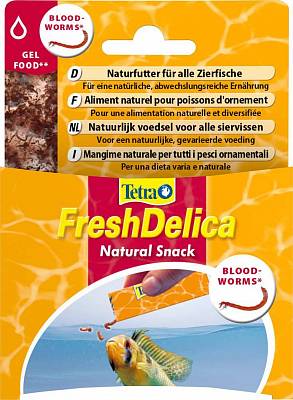 BLOOD-
WORMS*
GEL
FOOD**
D Naturfutter für alle Zierfische
Für eine natürliche, abwechslungsreiche Ernährung
F Aliment naturel pour poissons d'ornement
Pour une alimentation naturelle et diversifiée
NL Natuurlijk voedsel voor alle siervissen
Voor een natuurlijke, gevarieerde voeding
I Mangime naturale per tutti i pesci ornamentali
Per una dieta varia e naturale
Tetra
FreshDelica
Natural Snack
BLOOD-
WORMS*